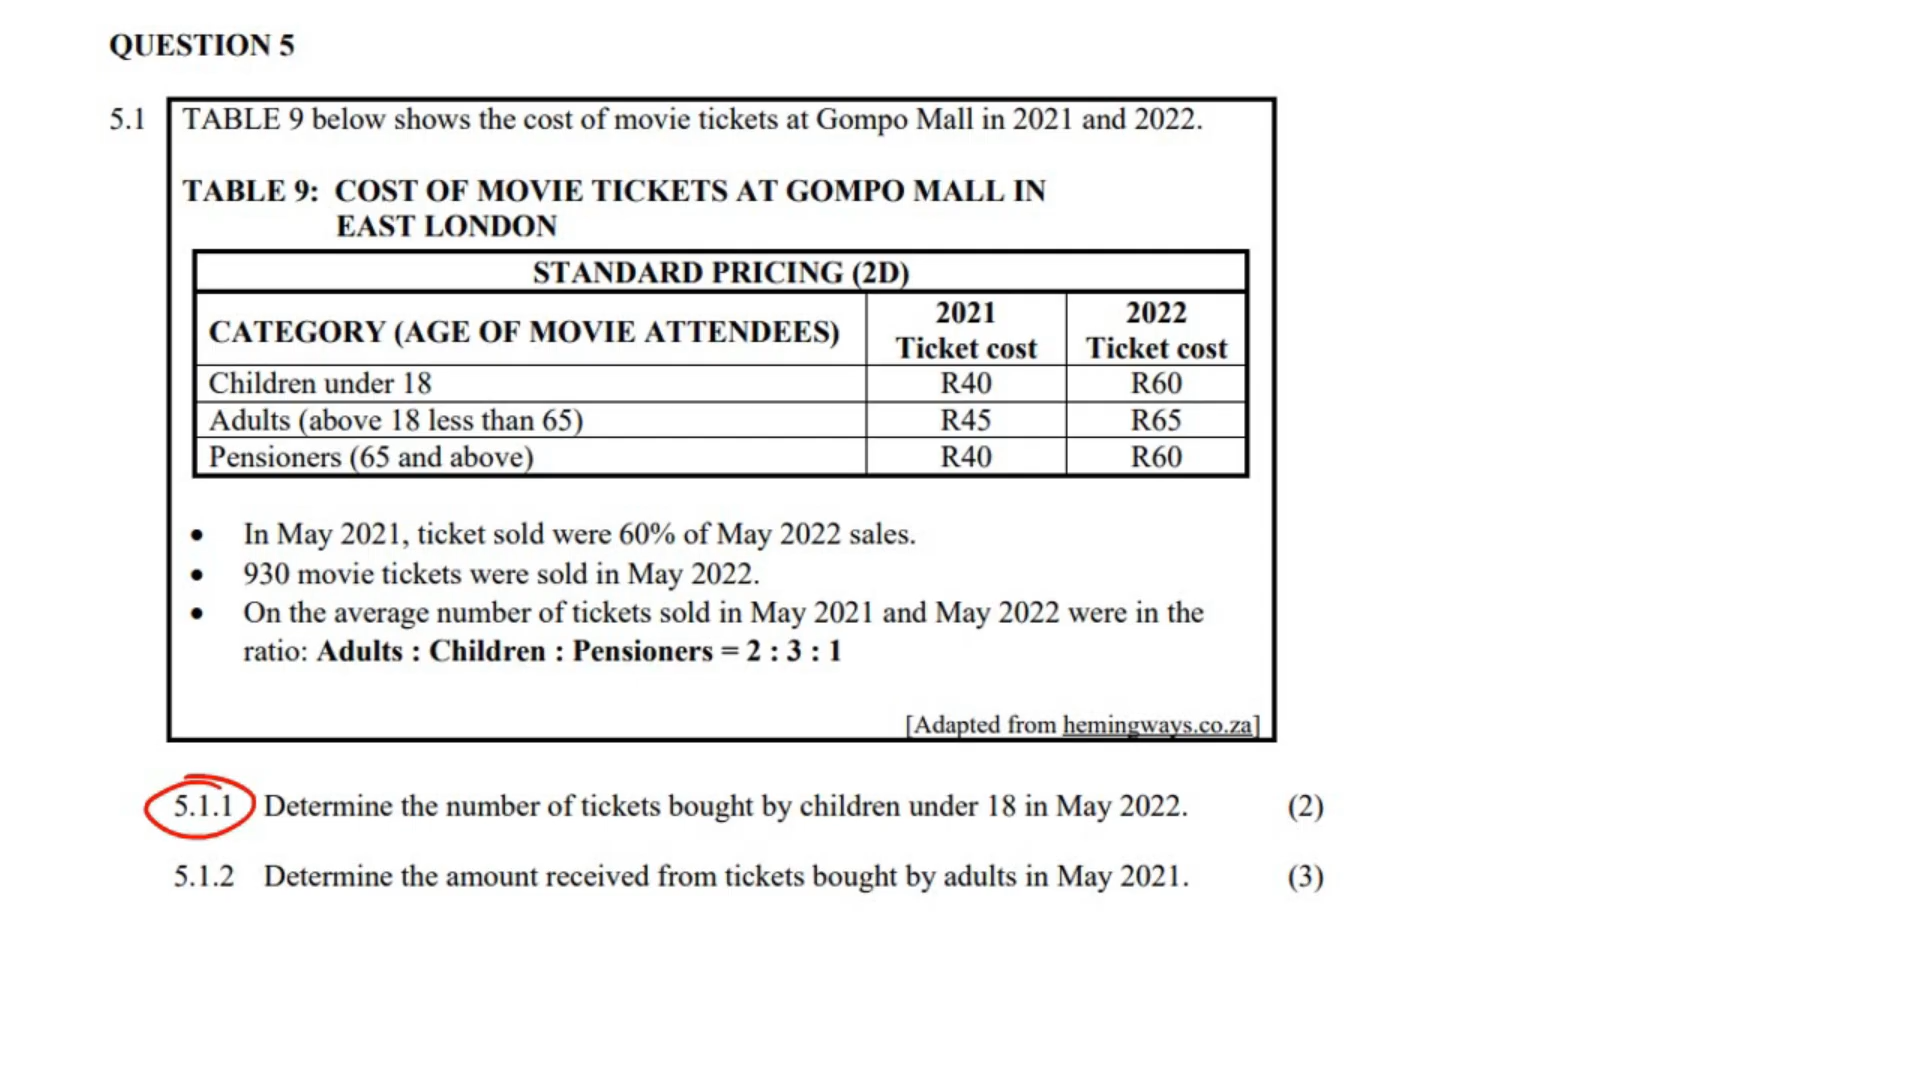 QUESTION 5
5.1 TABLE 9 below shows the cost of movie tickets at Gompo Mall in 2021 and 2022.
TABLE 9: COST OF MOVIE TICKETS AT GOMPO MALL IN
EAST LONDON
STANDARD PRICING (2D)
CATEGORY (AGE OF MOVIE ATTENDEES) 2021 Ticket cost 2022 Ticket cost
Children under 18 R40 R60
Adults (above 18 less than 65) R45 R65
Pensioners (65 and above) R40 R60
• In May 2021, ticket sold were 60% of May 2022 sales.
• 930 movie tickets were sold in May 2022.
• On the average number of tickets sold in May 2021 and May 2022 were in the
ratio: Adults : Children : Pensioners = 2 : 3 : 1
[Adapted from hemingways.co.za]
5.1.1 Determine the number of tickets bought by children under 18 in May 2022. (2)
5.1.2 Determine the amount received from tickets bought by adults in May 2021. (3)